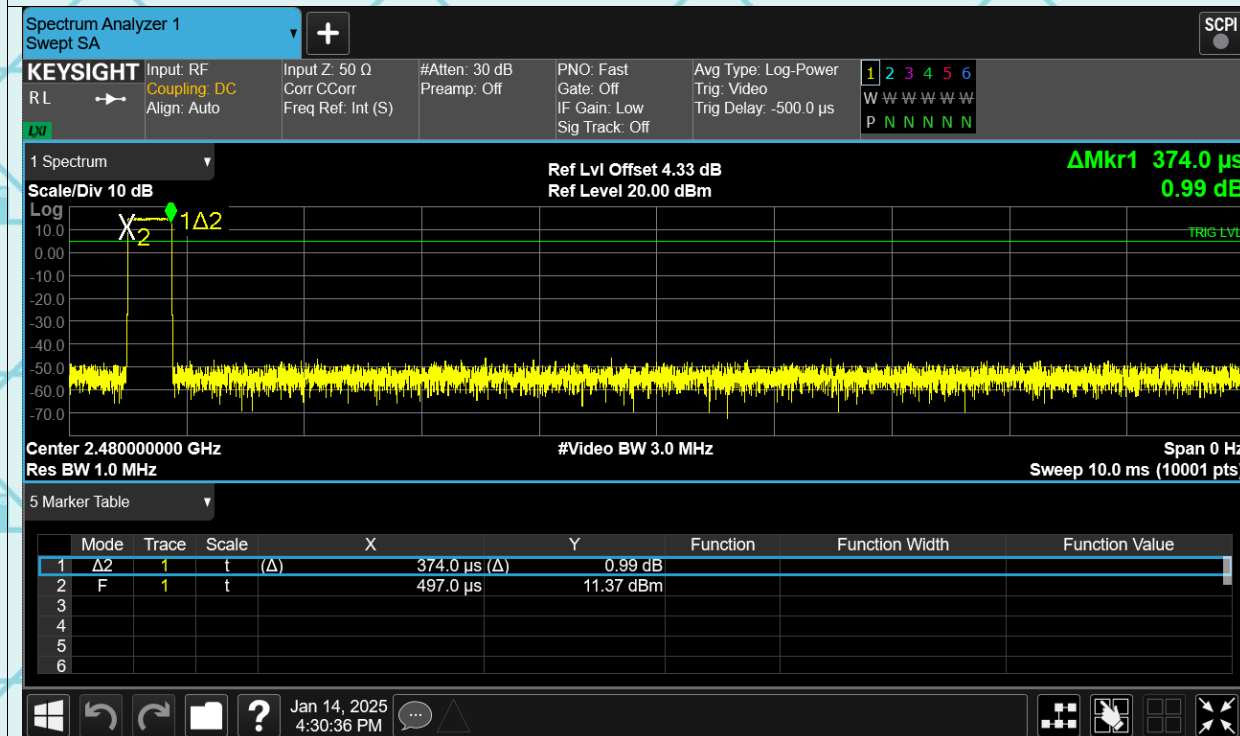 Spectrum Analyzer 1
Swept SA
+
SCPI
KEYSIGHT
RL
LXI
Input: RF
Coupling: DC
Align: Auto
Input Z: 50 Ω
Corr CCorr
Freq Ref: Int (S)
#Atten: 30 dB
Preamp: Off
PNO: Fast
Gate: Off
IF Gain: Low
Sig Track: Off
Avg Type: Log-Power
Trig: Video
Trig Delay: -500.0 µs
1 2 3 4 5 6
W W W W W W
P N N N N N
1 Spectrum
Scale/Div 10 dB
Ref Lvl Offset 4.33 dB
Ref Level 20.00 dBm
ΔMkr1 374.0 µs
0.99 dB
Log
10.0
0.00
-10.0
-20.0
-30.0
-40.0
-50.0
-60.0
-70.0
X
2
1Δ2
TRIG LVL
Center 2.480000000 GHz
Res BW 1.0 MHz
#Video BW 3.0 MHz
Span 0 Hz
Sweep 10.0 ms (10001 pts)
5 Marker Table
Mode Trace Scale X Y Function Function Width Function Value
1 Δ2 1 t (Δ) 374.0 µs (Δ) 0.99 dB
2 F 1 t 497.0 µs 11.37 dBm
3
4
5
6
?
Jan 14, 2025
4:30:36 PM